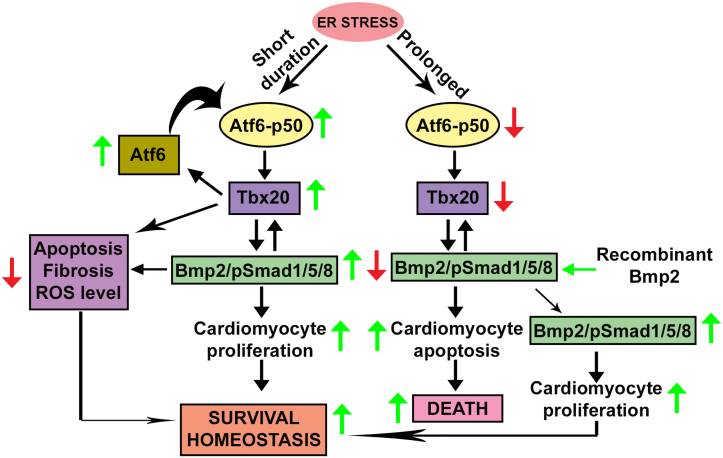 ER STRESS
Short
duration
Prolonged
Atf6-p50
Atf6-p50
Atf6
Tbx20
Tbx20
Apoptosis
Fibrosis
ROS level
Bmp2/pSmad1/5/8
Bmp2/pSmad1/5/8
Recombinant
Bmp2
Cardiomyocyte
proliferation
Cardiomyocyte
apoptosis
Bmp2/pSmad1/5/8
Cardiomyocyte
proliferation
SURVIVAL
HOMEOSTASIS
DEATH